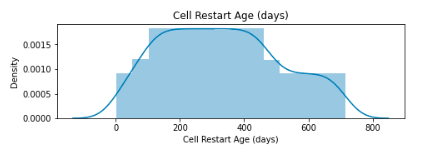 Cell Restart Age (days)
Density
0.0015
0.0010
0.0005
0.0000
0 200 400 600 800
Cell Restart Age (days)